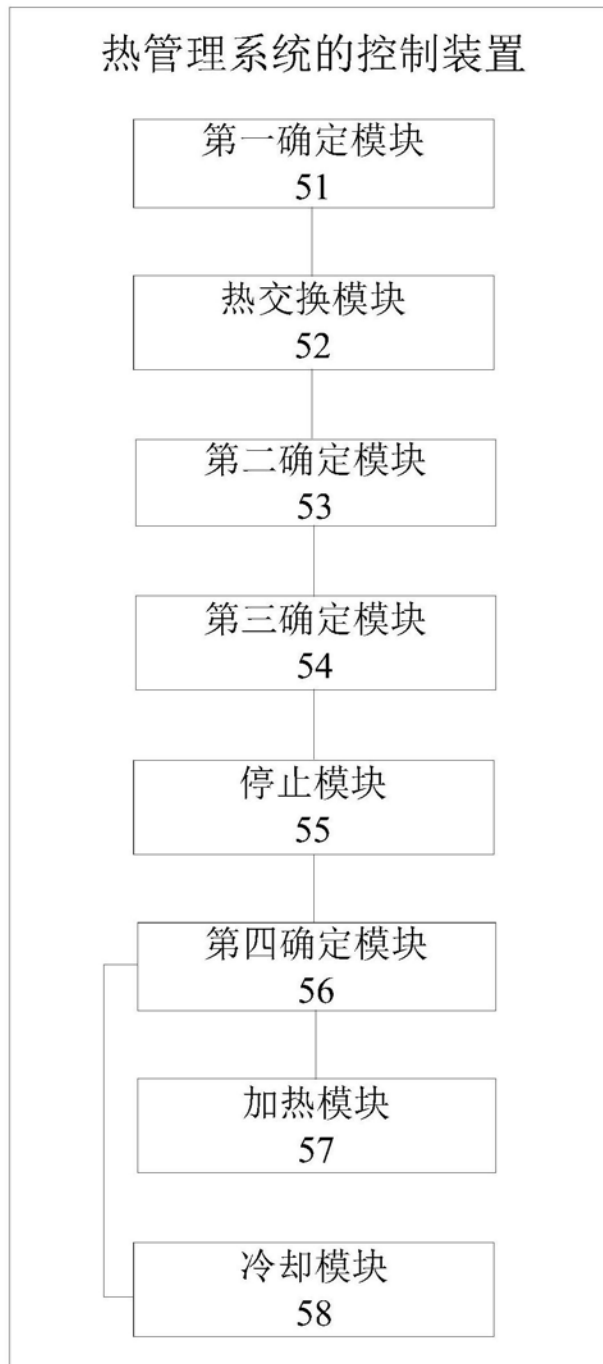 热管理系统的控制装置
第一确定模块
51
热交换模块
52
第二确定模块
53
第三确定模块
54
停止模块
55
第四确定模块
56
加热模块
57
冷却模块
58